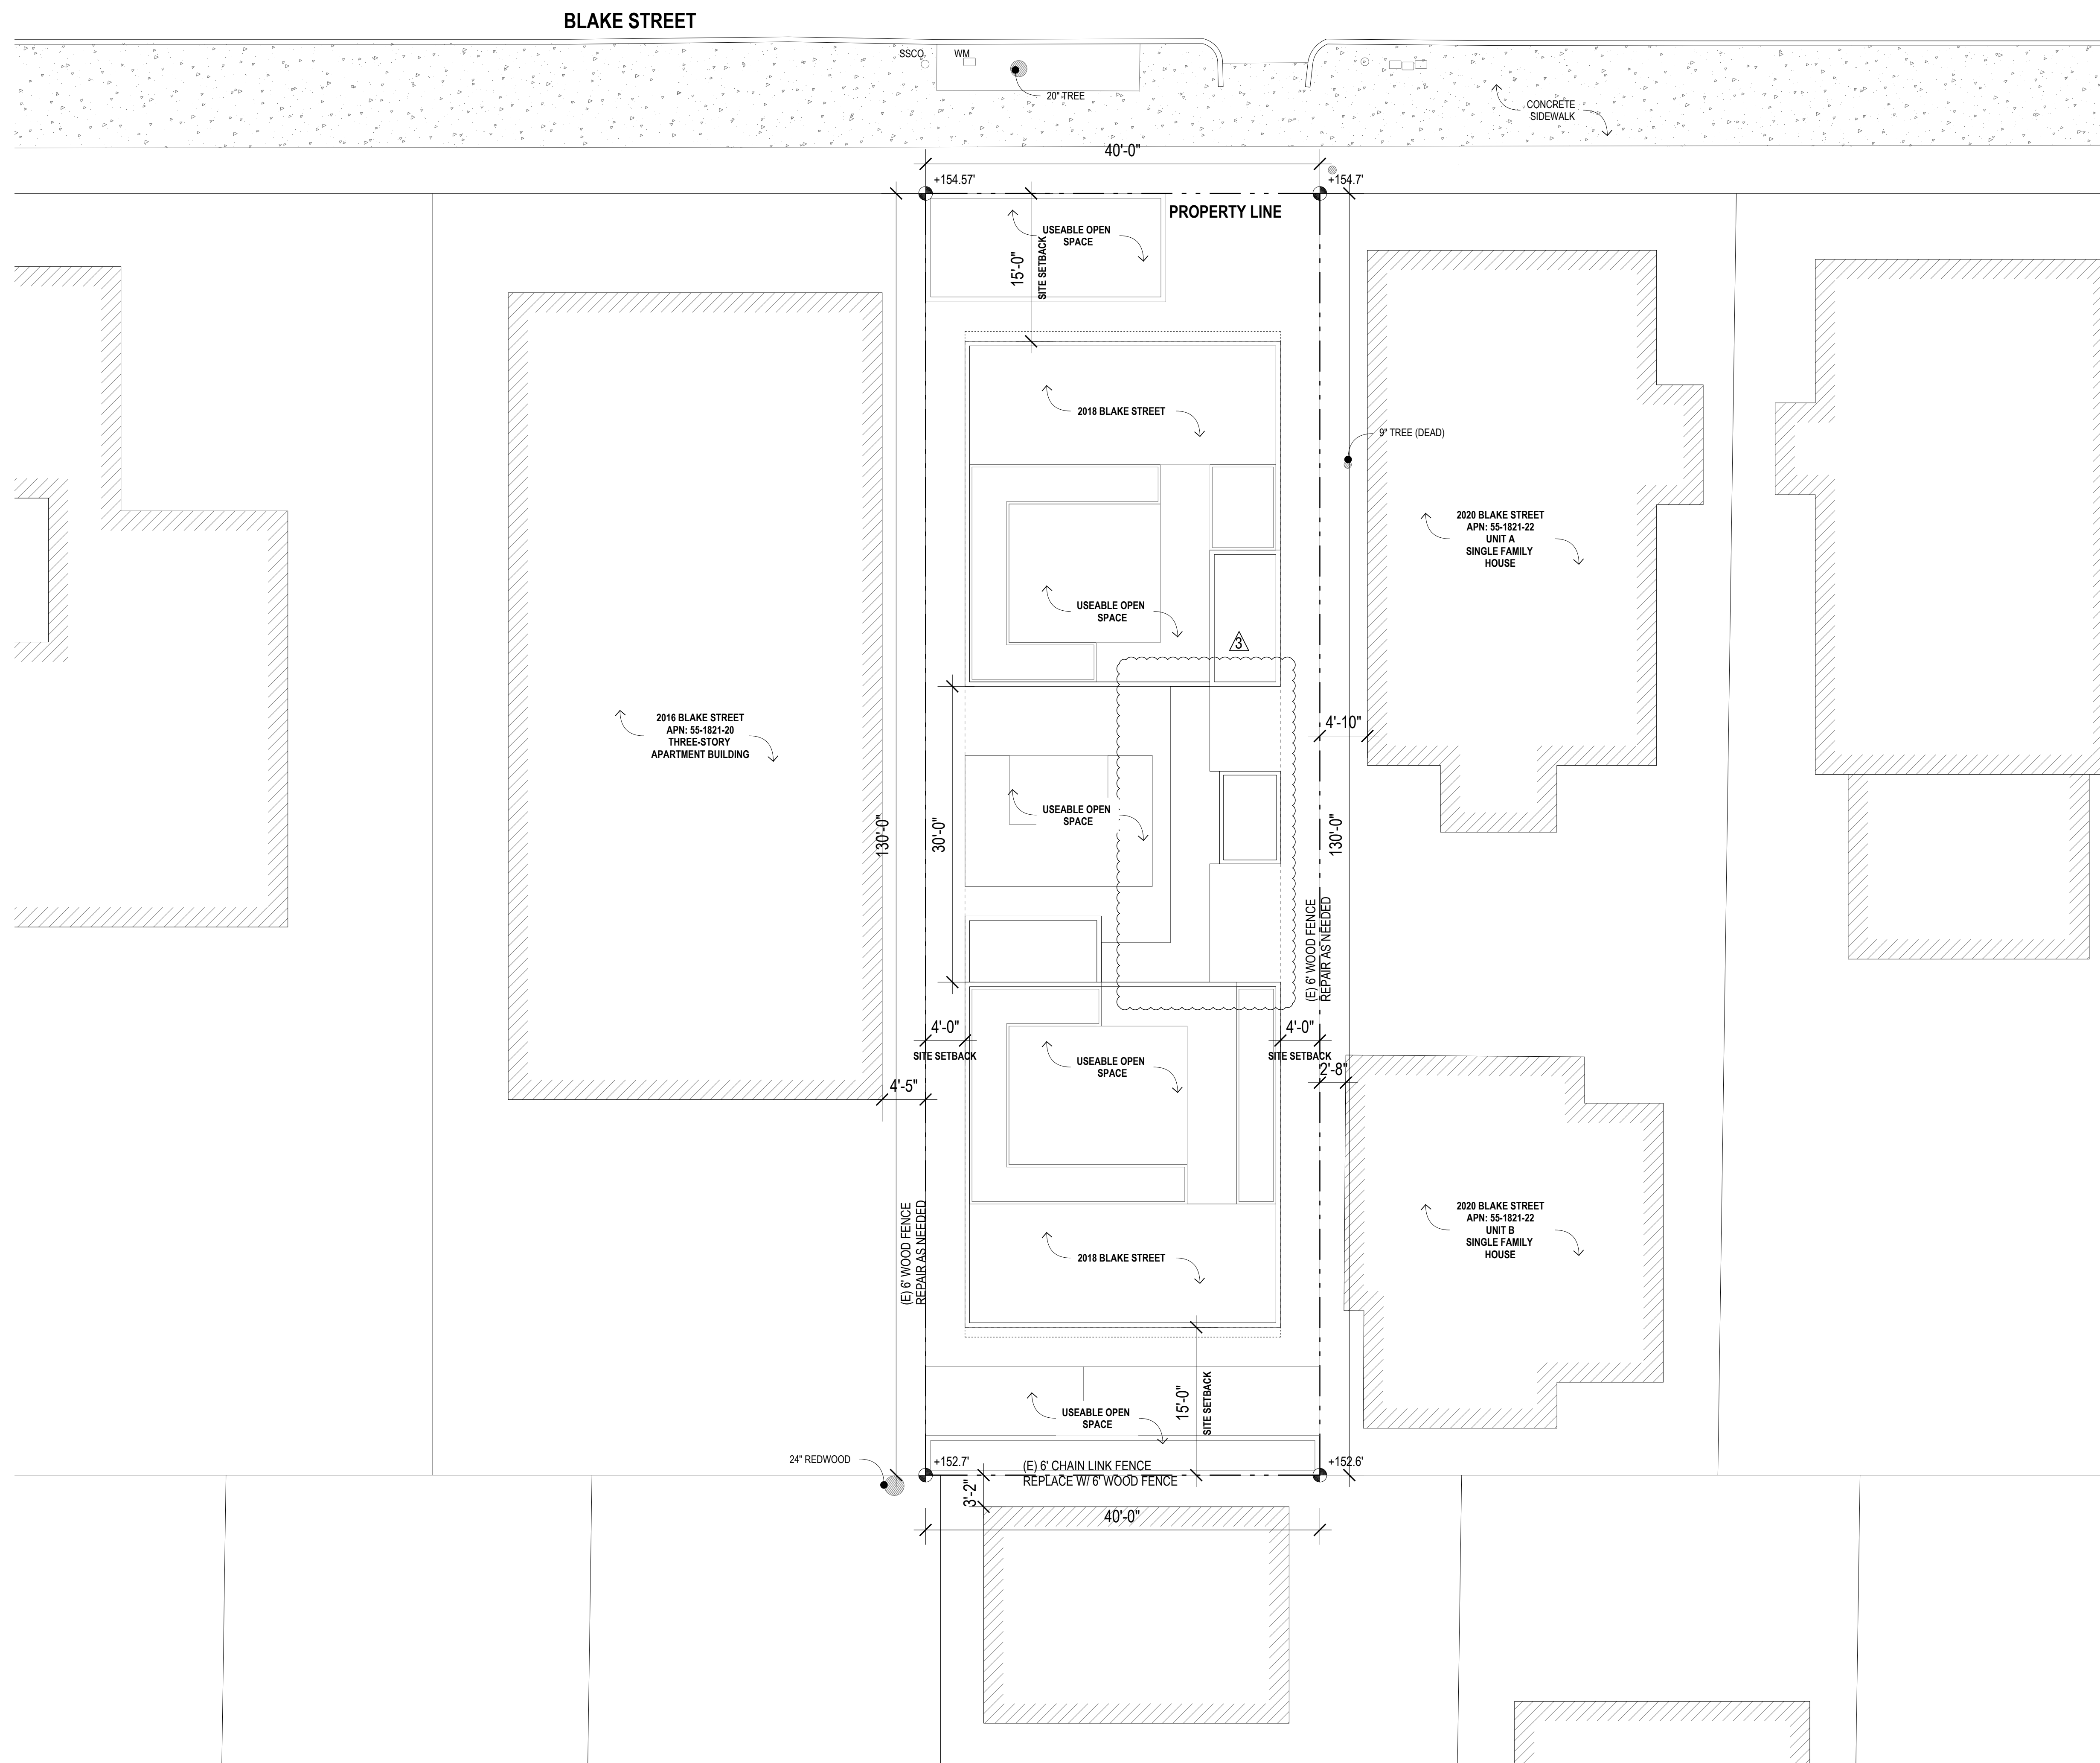 BLAKE STREET
SSCO
WM
20" TREE
CONCRETE
SIDEWALK
40'-0"
+154.57'
+154.7'
PROPERTY LINE
USEABLE OPEN
SPACE
15'-0"
SITE SETBACK
2018 BLAKE STREET
9" TREE (DEAD)
2020 BLAKE STREET
APN: 55-1821-22
UNIT A
SINGLE FAMILY
HOUSE
USEABLE OPEN
SPACE
3
2016 BLAKE STREET
APN: 55-1821-20
THREE-STORY
APARTMENT BUILDING
4'-10"
USEABLE OPEN
SPACE
130'-0"
30'-0"
130'-0"
(E) 6' WOOD FENCE
REPAIR AS NEEDED
4'-0"
SITE SETBACK
4'-0"
SITE SETBACK
USEABLE OPEN
SPACE
2'-8"
4'-5"
(E) 6' WOOD FENCE
REPAIR AS NEEDED
2020 BLAKE STREET
APN: 55-1821-22
UNIT B
SINGLE FAMILY
HOUSE
2018 BLAKE STREET
15'-0"
SITE SETBACK
USEABLE OPEN
SPACE
24" REDWOOD
+152.7'
(E) 6' CHAIN LINK FENCE
REPLACE W/ 6' WOOD FENCE
+152.6'
3'-2"
40'-0"